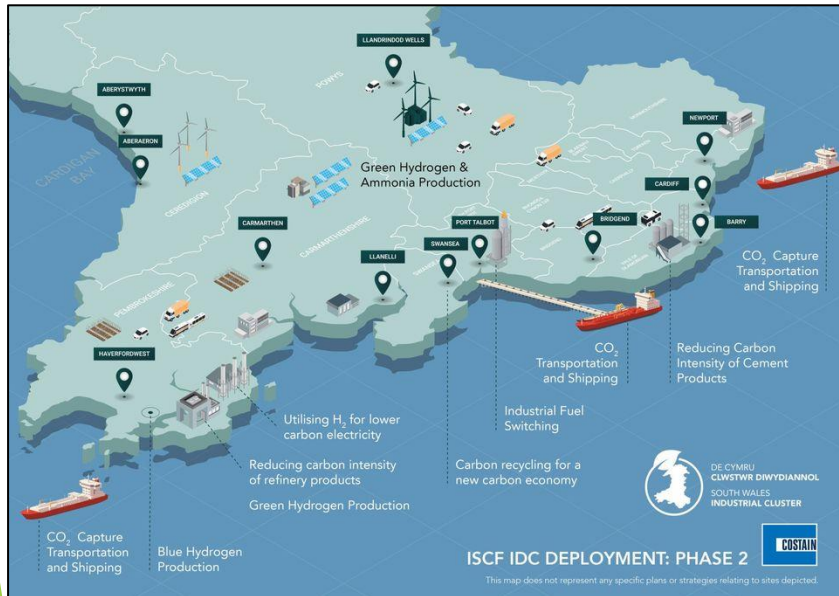 LLANDRINDOD WELLS
ABERYSTWYTH
POWYS
ABERAERON
NEWPORT
CARDIGAN
BAY
Green Hydrogen &
Ammonia Production
CEREDIGION
CARDIFF
CARMARTHEN
CARMARTHENSHIRE
PORT TALBOT
BRIDGEND
BARRY
SWANSEA
LLANELLI
CO2 Capture
Transportation
and Shipping
PEMBROKESHIRE
HAVERFORDWEST
CO2
Transportation
and Shipping
Reducing Carbon
Intensity of Cement
Products
Utilising H2 for lower
carbon electricity
Industrial Fuel
Switching
Reducing carbon intensity
of refinery products
Carbon recycling for a
new carbon economy
Green Hydrogen Production
DE CYMRU
CLWSTWR DIWYDIANNOL
SOUTH WALES
INDUSTRIAL CLUSTER
CO2 Capture
Transportation
and Shipping
Blue Hydrogen
Production
COSTAIN
ISCF IDC DEPLOYMENT: PHASE 2
This map does not represent any specific plans or strategies relating to sites depicted.